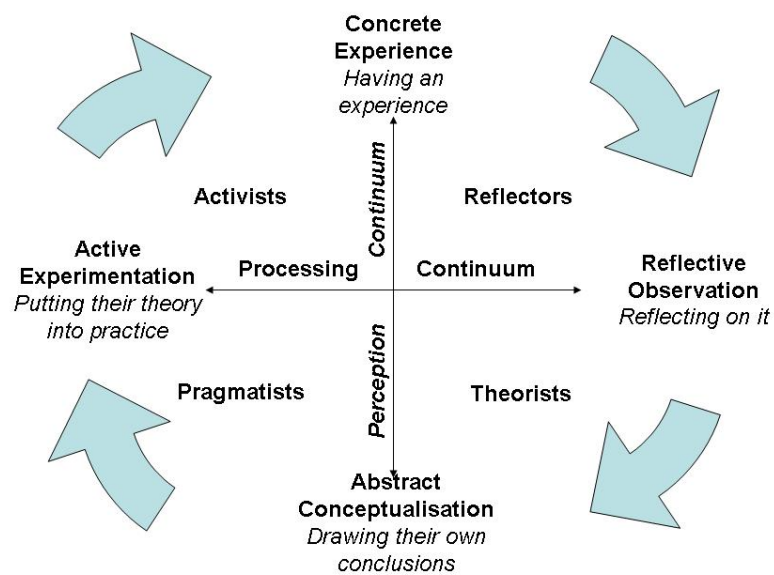 Concrete
Experience
Having an
experience
Continuum
Activists
Reflectors
Active
Experimentation
Putting their theory
into practice
Processing
Continuum
Reflective
Observation
Reflecting on it
Perception
Pragmatists
Theorists
Abstract
Conceptualisation
Drawing their own
conclusions